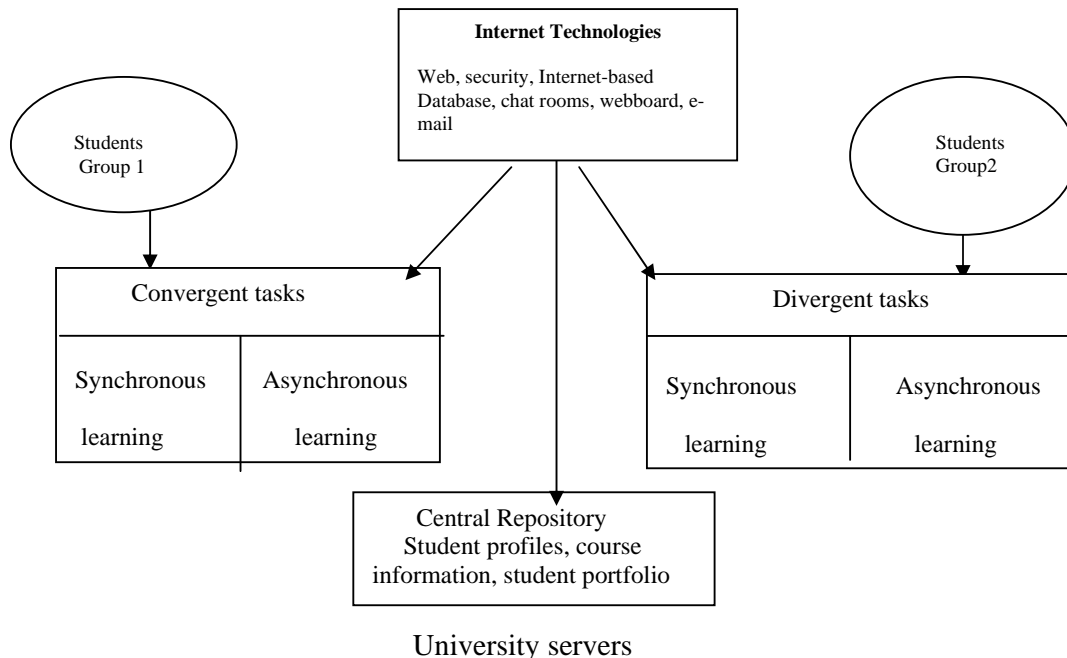 Internet Technologies
Web, security, Internet-based
Database, chat rooms, webboard, e-
mail
Students
Group 1
Students
Group2
Convergent tasks
Synchronous
learning
Asynchronous
learning
Divergent tasks
Synchronous
learning
Asynchronous
learning
Central Repository
Student profiles, course
information, student portfolio
University servers